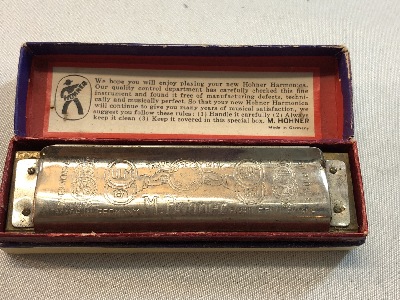 We hope you will enjoy playing your new Hohner Harmonica.
Our quality control department has carefully checked this fine
instrument and found it free of manufacturing defects, techni-
cally and musically perfect. So that your new Hohner Harmonica
will continue to give you many years of musical satisfaction, we
suggest you follow these rules: (1) Handle it carefully (2) Always
keep it clean (3) Keep it covered in this special box. M. HOHNER
Made in Germany
M. Hohner